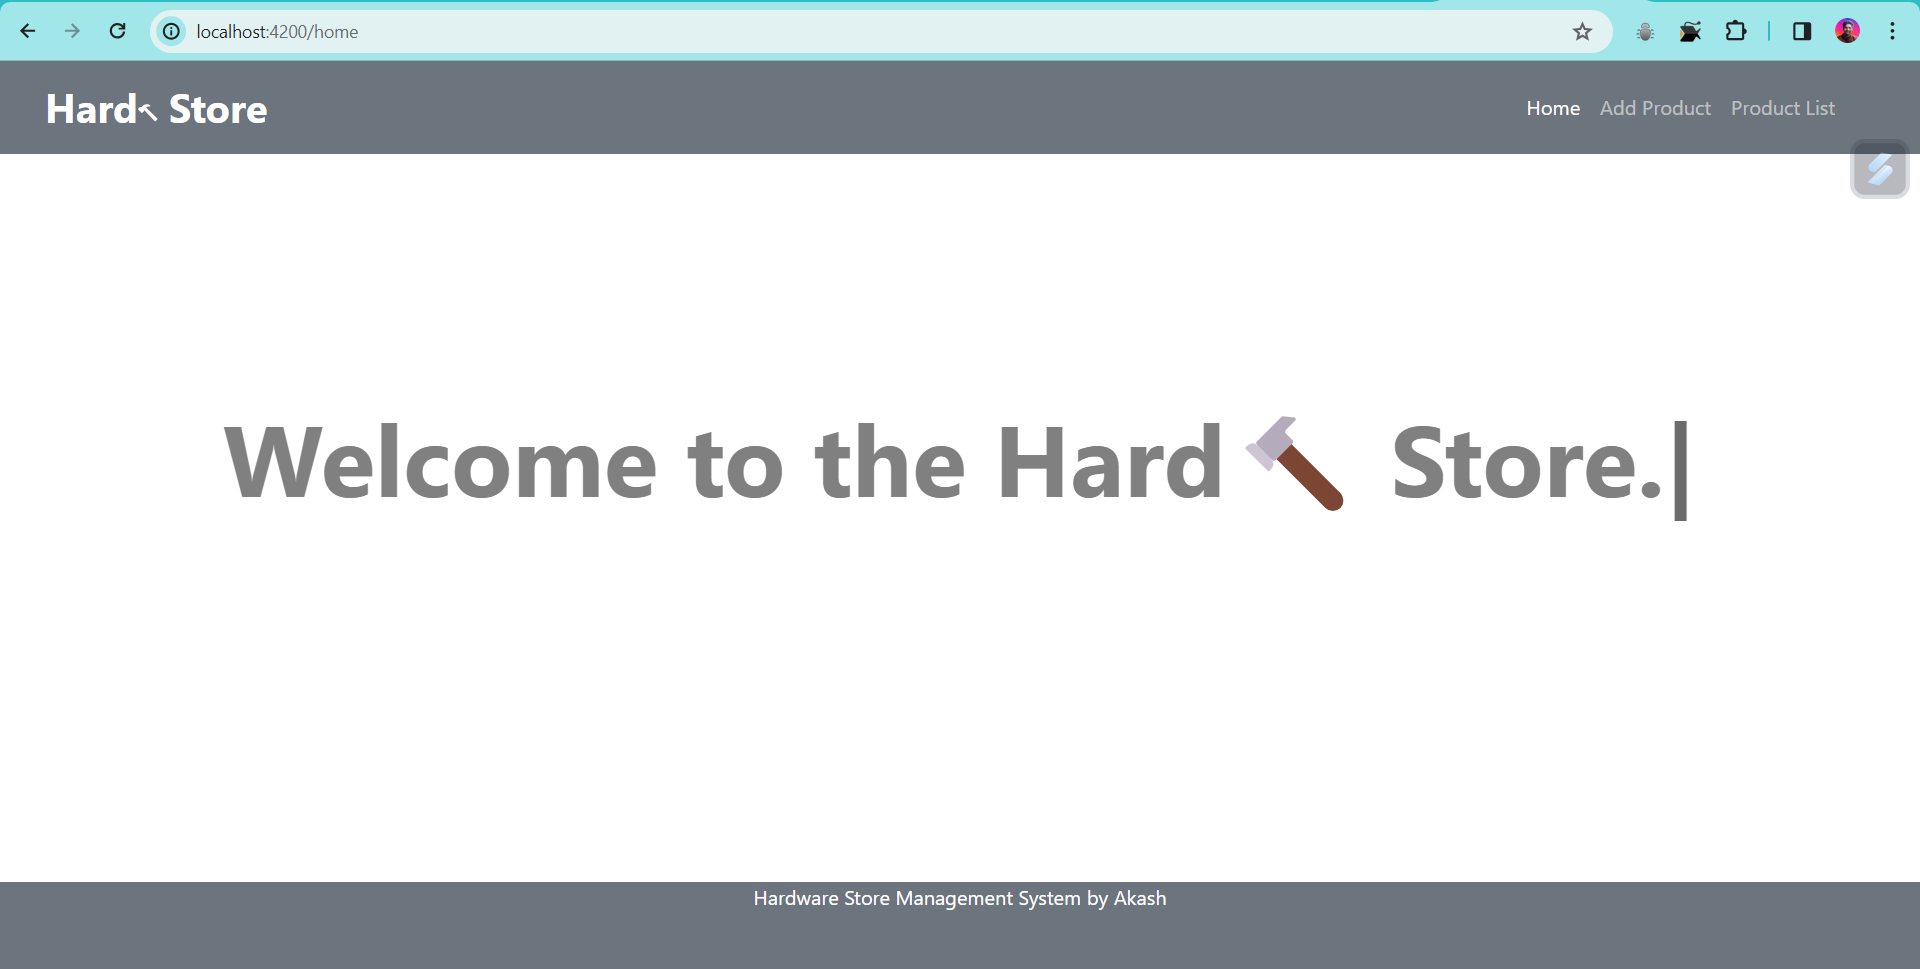 localhost:4200/home
Hard Store
Home Add Product Product List
Welcome to the Hard Store.
Hardware Store Management System by Akash